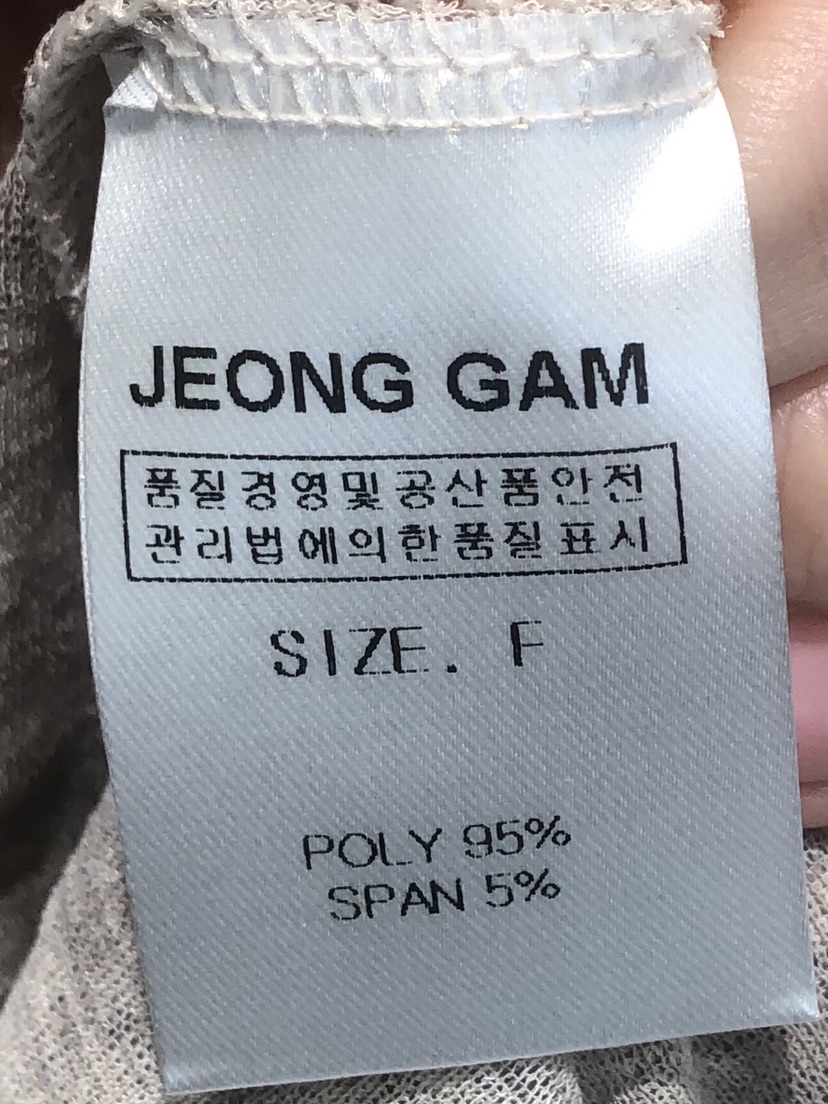 JEONG GAM
품질경영및공산품안전
관리법에의한품질표시
SIZE. F
POLY 95%
SPAN 5%